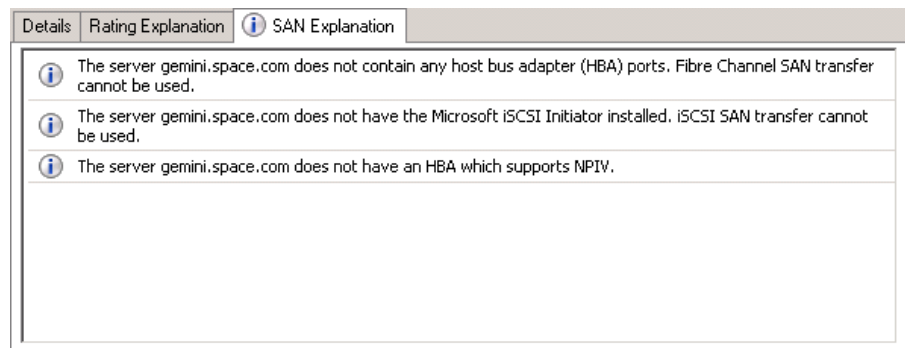 Details Rating Explanation SAN Explanation
The server gemini.space.com does not contain any host bus adapter (HBA) ports. Fibre Channel SAN transfer
cannot be used.
The server gemini.space.com does not have the Microsoft iSCSI Initiator installed. iSCSI SAN transfer cannot
be used.
The server gemini.space.com does not have an HBA which supports NPIV.